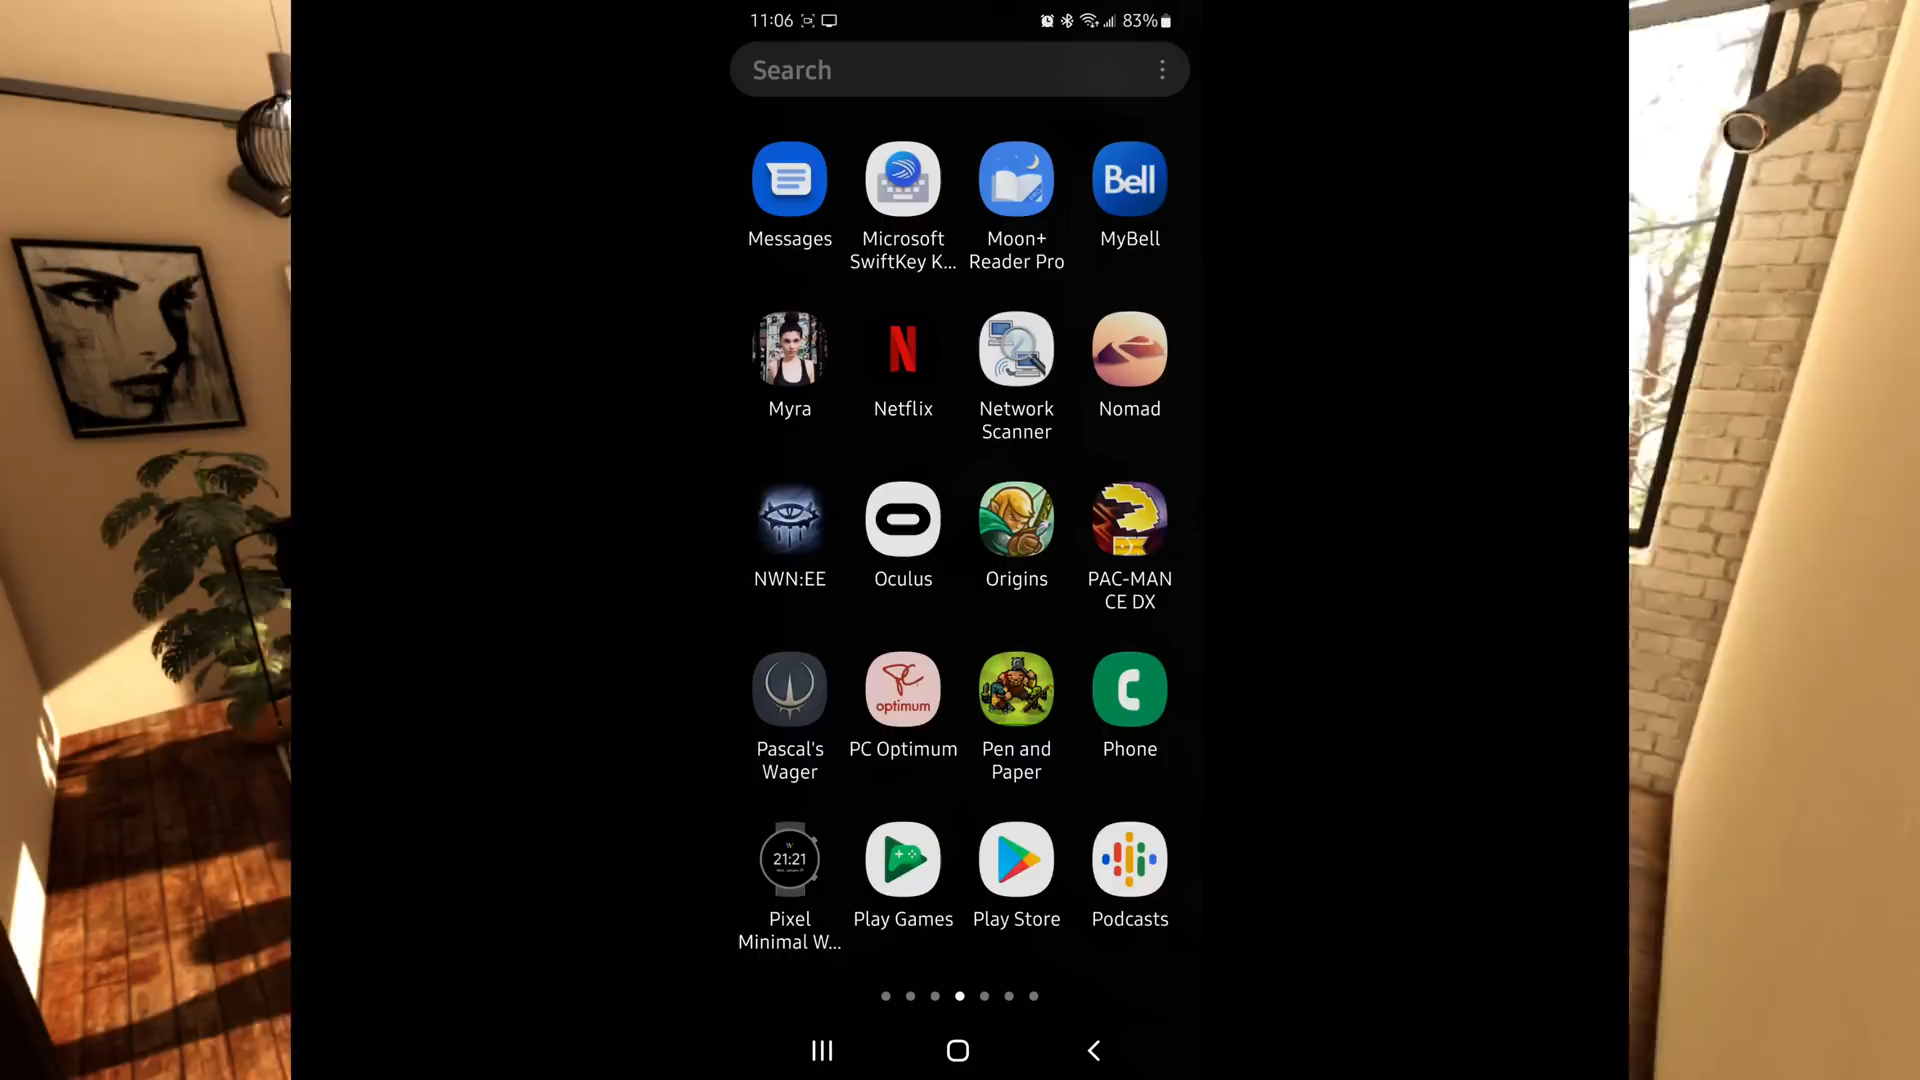 11:06
83%
Search
Bell
Messages
Microsoft
SwiftKey K...
Moon+
Reader Pro
MyBell
Myra
Netflix
Network
Scanner
Nomad
NWN:EE
Oculus
Origins
PAC-MAN
CE DX
optimum
Pascal's
Wager
PC Optimum
Pen and
Paper
Phone
21:21
Pixel
Minimal W...
Play Games
Play Store
Podcasts